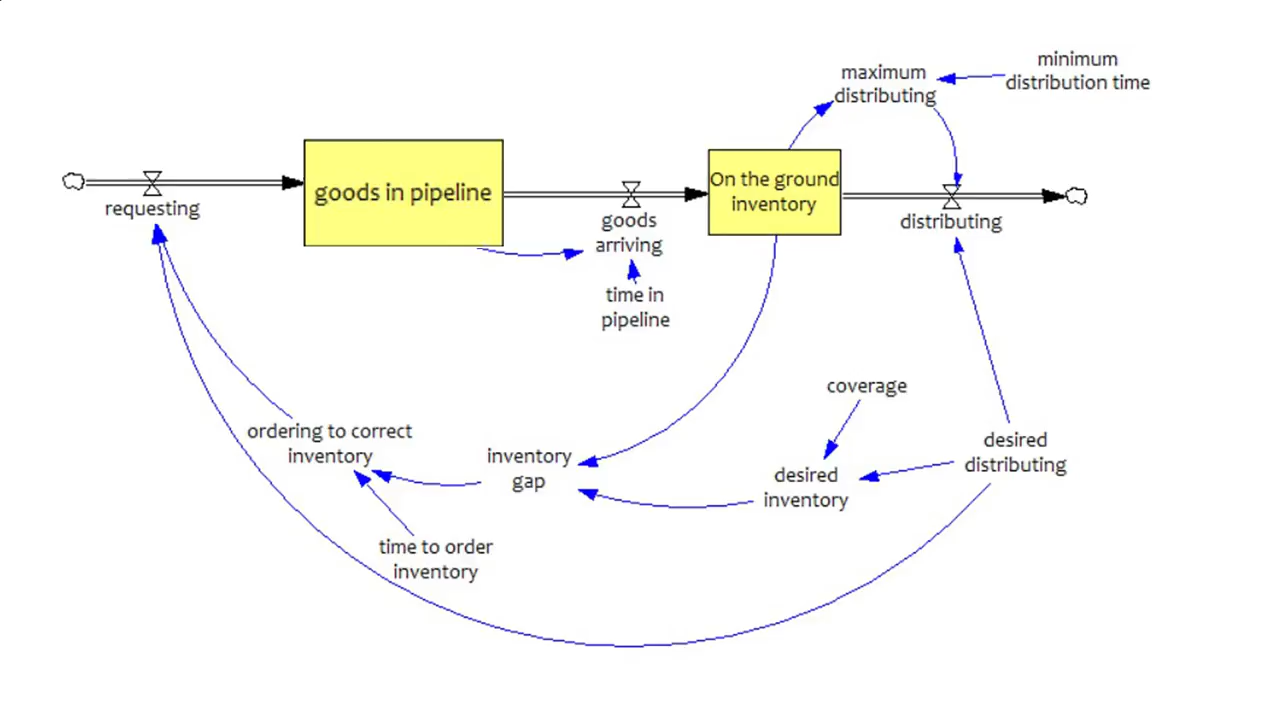 minimum
distribution time
maximum
distributing
goods in pipeline
On the ground
inventory
requesting
goods
arriving
distributing
time in
pipeline
coverage
ordering to correct
inventory
inventory
gap
desired
inventory
desired
distributing
time to order
inventory